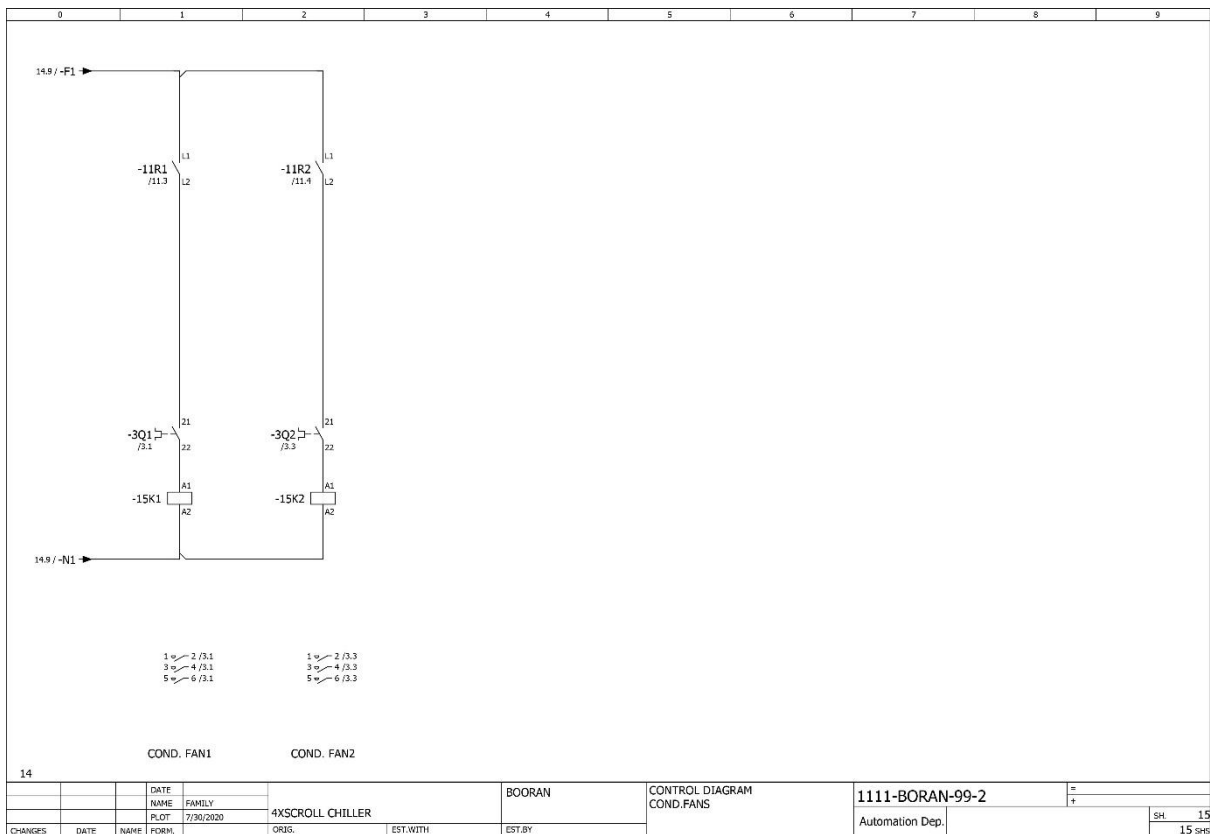 0 1 2 3 4 5 6 7 8 9
14.9 / -F1
-11R1 L1
/11.3 L2
-11R2 L1
/11.4 L2
-3Q1 21
/3.1 22
-3Q2 21
/3.3 22
-15K1 A1
A2
-15K2 A1
A2
14.9 / -N1
1 2 /3.1
3 4 /3.1
5 6 /3.1
1 2 /3.3
3 4 /3.3
5 6 /3.3
COND. FAN1
COND. FAN2
14
CHANGES DATE NAME
DATE
NAME FAMILY
PLOT 7/30/2020
FORM.
4XSCROLL CHILLER
ORIG. EST.WITH EST.BY
BOORAN
CONTROL DIAGRAM
COND.FANS
1111-BORAN-99-2
Automation Dep.
=
+
SH. 15
15 SHS